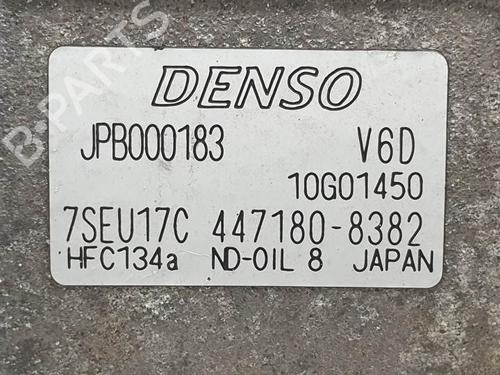 DENSO
JPB000183 V6D
10G01450
7SEU17C 447180-8382
HFC134a ND-OIL 8 JAPAN
B-PARTS